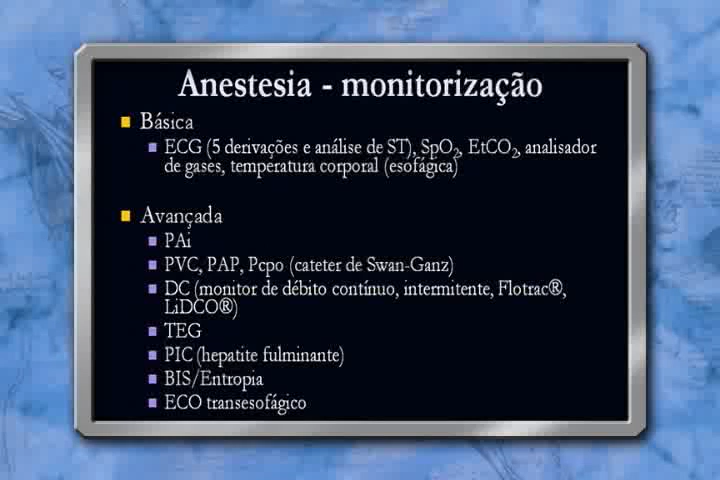 Anestesia - monitorização
Básica
ECG (5 derivações e análise de ST), SpO₂, EtCO₂, analisador
de gases, temperatura corporal (esofágica)
Avançada
PAi
PVC, PAP, Pcpo (cateter de Swan-Ganz)
DC (monitor de débito contínuo, intermitente, Flotrac®,
LiDCO®)
TEG
PIC (hepatite fulminante)
BIS/Entropia
ECO transesofágico